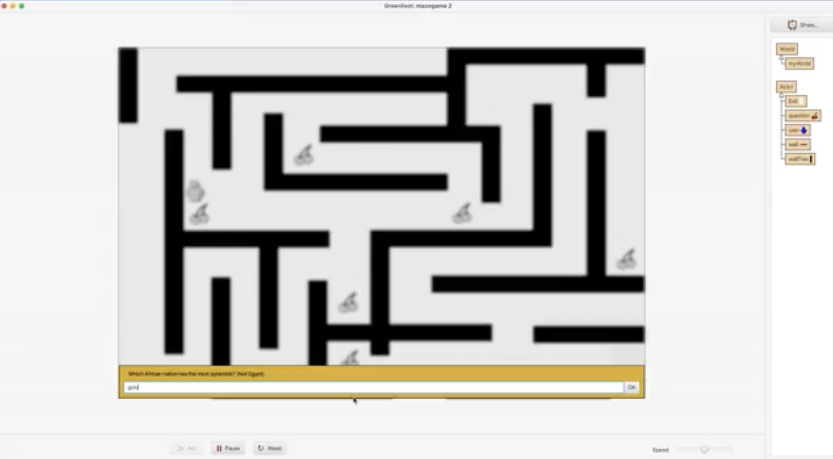 Greenfoot: mazegame 2
Share...
World
myWorld
Actor
Exit
question
user
wall
wallTwo
Which African nation has the most pyramids? (Not Egypt)
OK
Act
Pause
Reset
Speed: